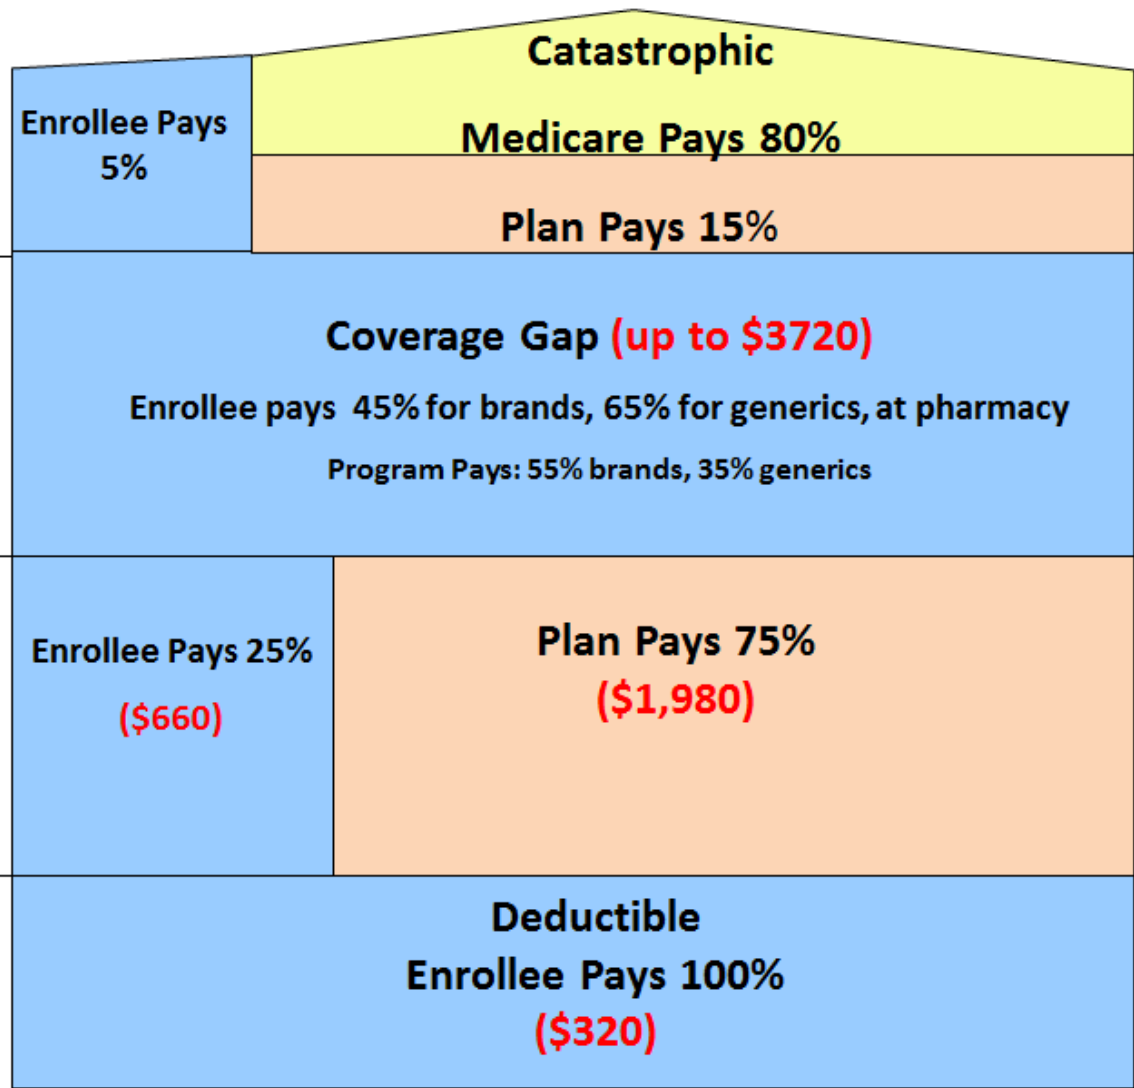 Catastrophic
Enrollee Pays
5%
Medicare Pays 80%
Plan Pays 15%
Coverage Gap (up to $3720)
Enrollee pays 45% for brands, 65% for generics, at pharmacy
Program Pays: 55% brands, 35% generics
Enrollee Pays 25%
($660)
Plan Pays 75%
($1,980)
Deductible
Enrollee Pays 100%
($320)